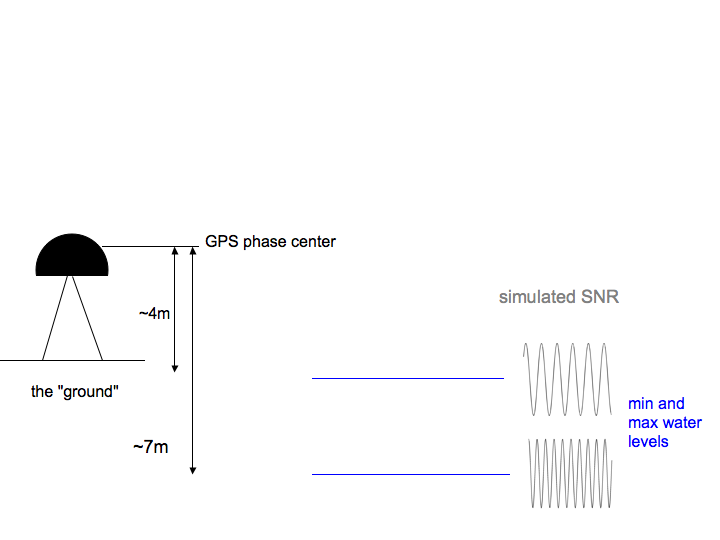 GPS phase center
simulated SNR
~4m
the "ground"
min and
max water
levels
~7m